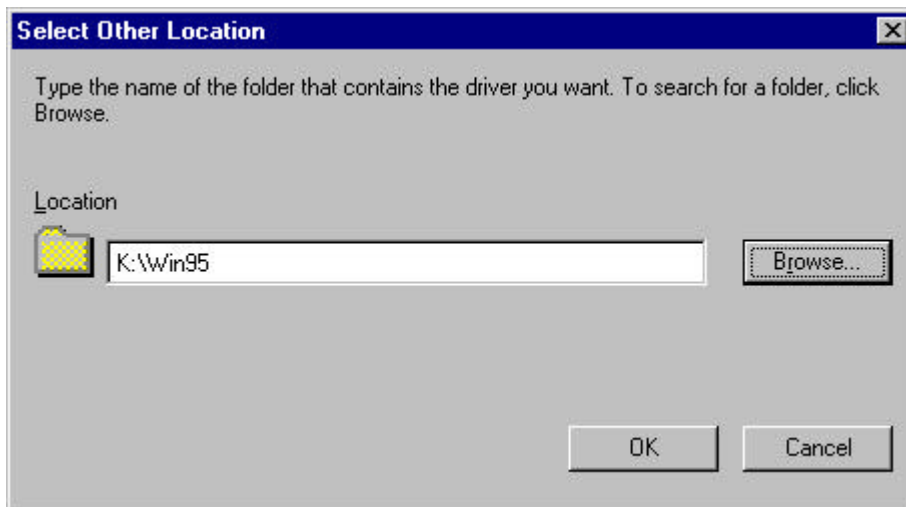 Select Other Location
Type the name of the folder that contains the driver you want. To search for a folder, click
Browse.
Location
K:\Win95
Browse...
OK
Cancel